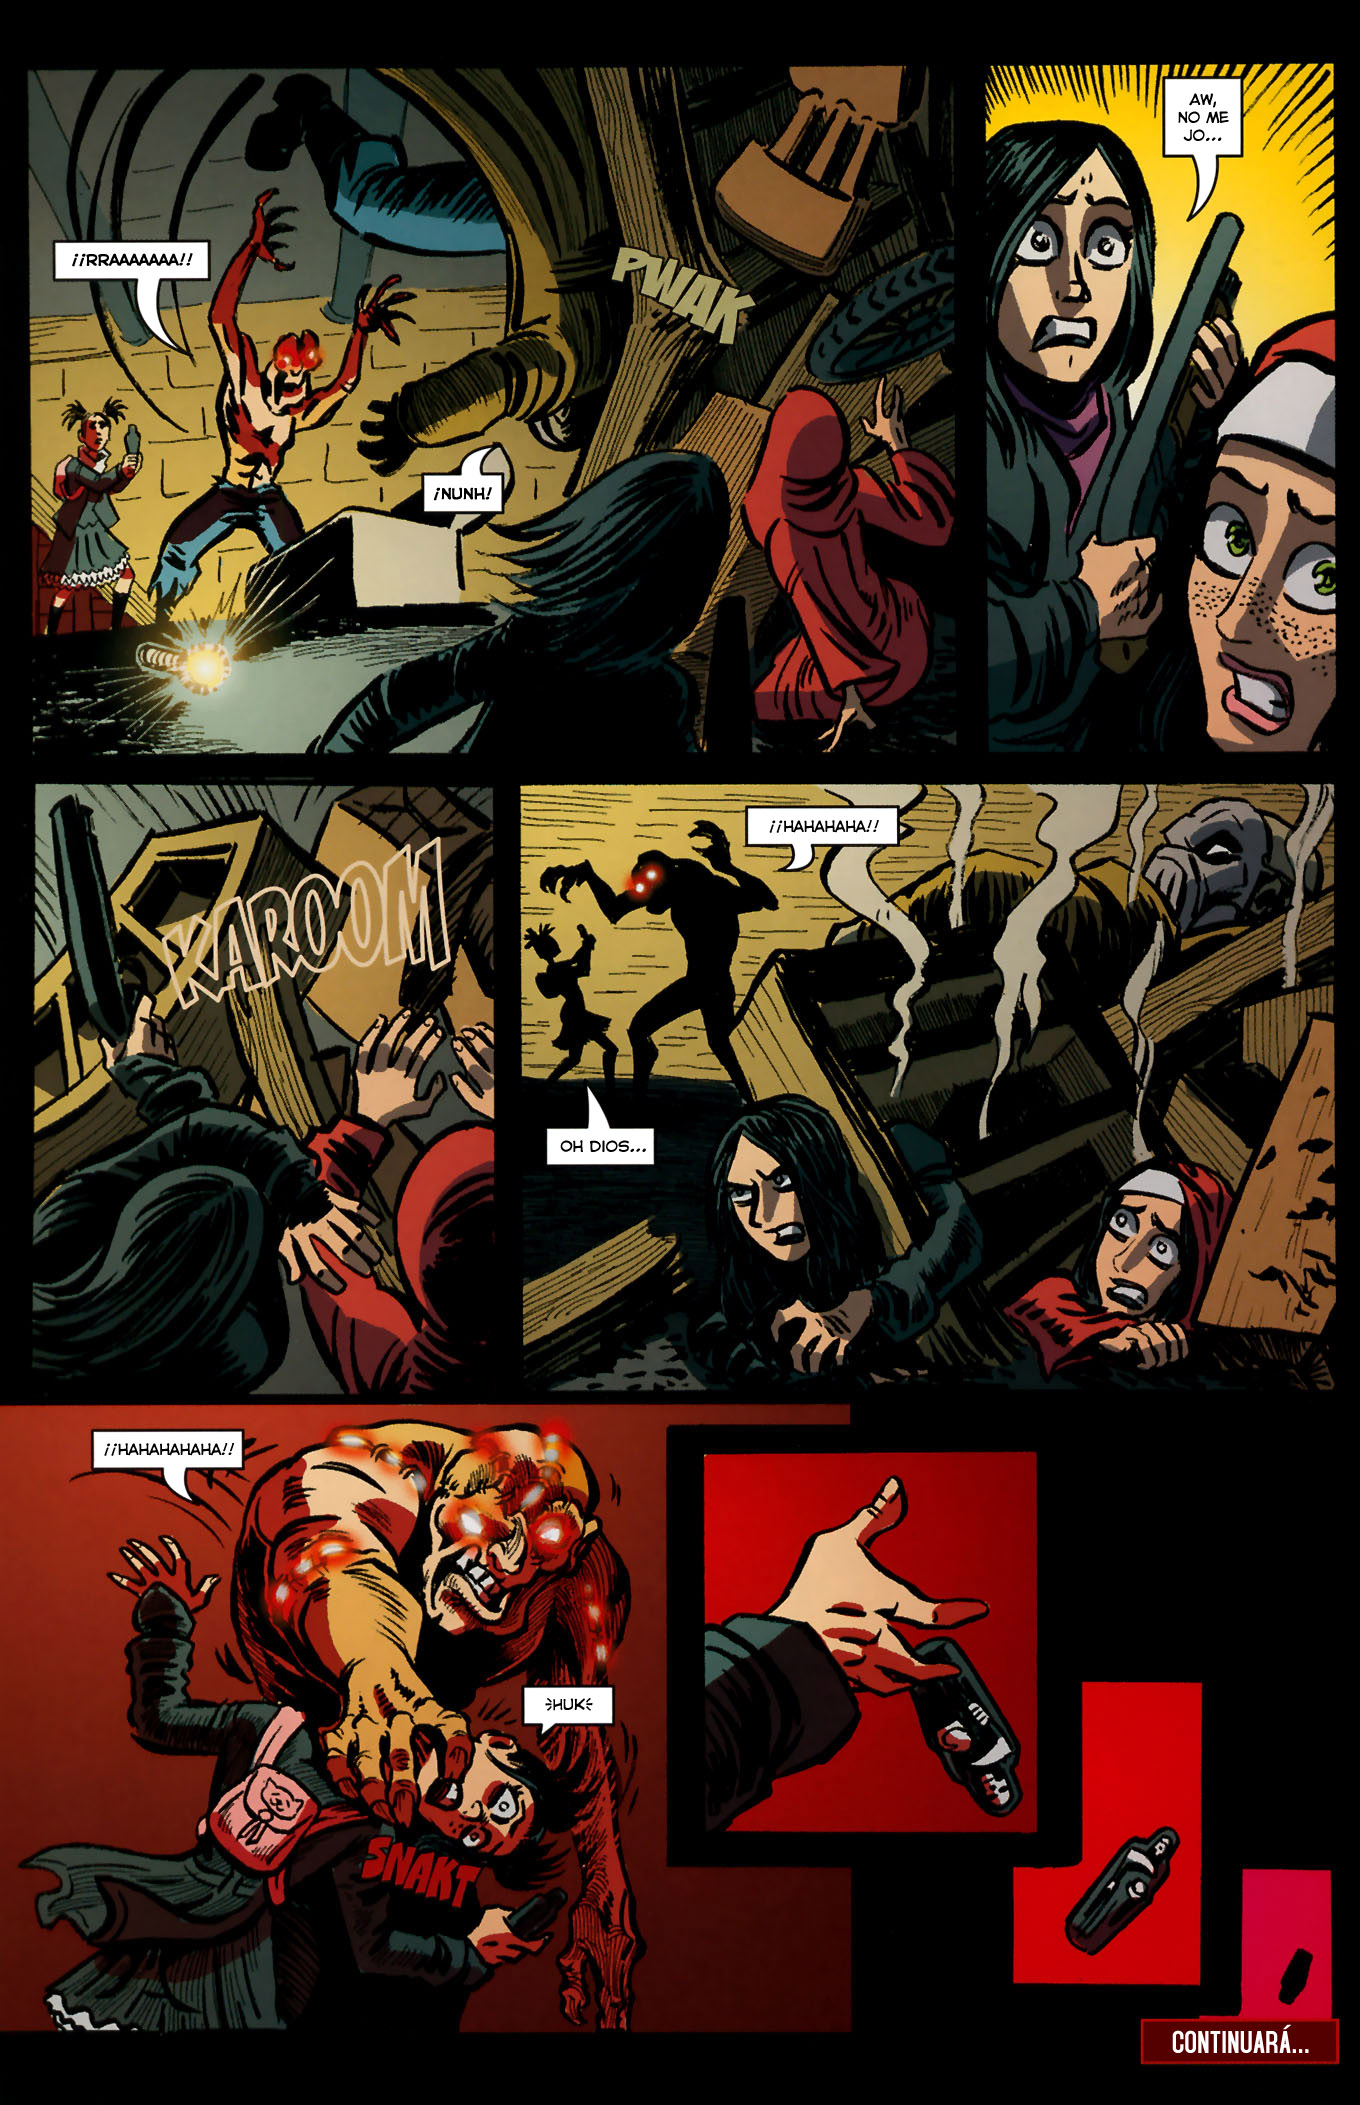 ¡¡RRAAAAAAA!!
PWAK
¡NUNH!
AW,
NO ME
JO...
KAROOM
¡¡HAHAHAHA!!
OH DIOS...
¡¡HAHAHAHAHA!!
HUK
SNAKT
CONTINUARÁ...